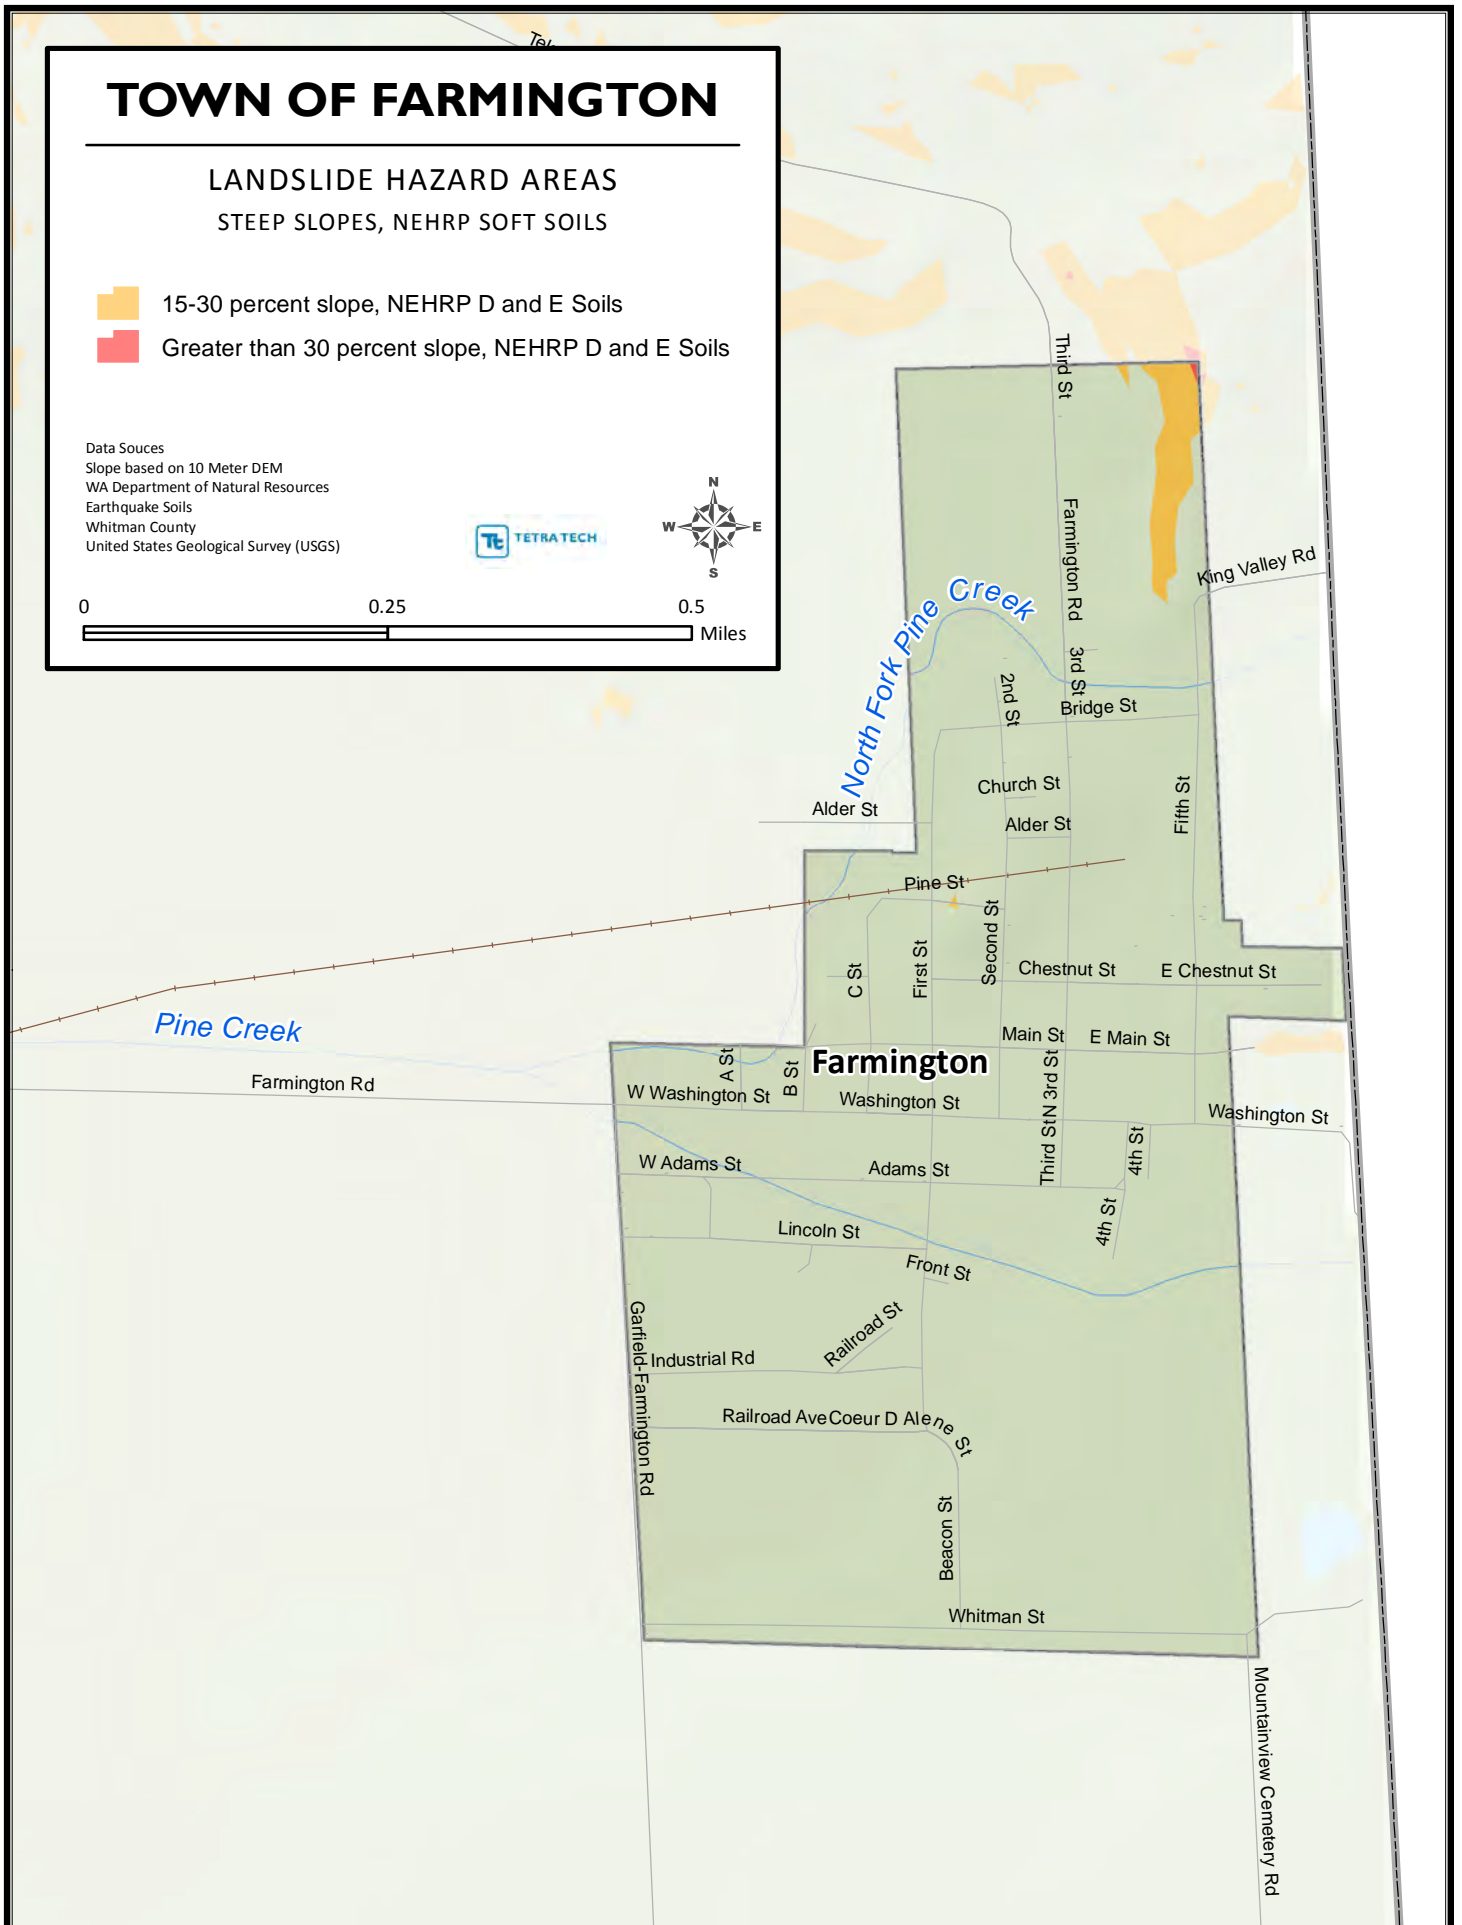 TOWN OF FARMINGTON
LANDSLIDE HAZARD AREAS
STEEP SLOPES, NEHRP SOFT SOILS
15-30 percent slope, NEHRP D and E Soils
Greater than 30 percent slope, NEHRP D and E Soils
Data Souces
Slope based on 10 Meter DEM
WA Department of Natural Resources
Earthquake Soils
Whitman County
United States Geological Survey (USGS)
Tt TETRA TECH
N
W E
S
0 0.25 0.5
Miles
Third St
Farmington Rd
King Valley Rd
North Fork Pine Creek
3rd St
2nd St
Bridge St
Church St
Fifth St
Alder St
Alder St
Pine St
Second St
First St
C St
Chestnut St
E Chestnut St
Pine Creek
Main St
E Main St
Farmington
A St
B St
N 3rd St
Farmington Rd
W Washington St
Washington St
Washington St
Third St
4th St
W Adams St
Adams St
4th St
Lincoln St
Front St
Garfield-Farmington Rd
Railroad St
Industrial Rd
Railroad Ave
Coeur D Alene St
Beacon St
Whitman St
Mountainview Cemetery Rd